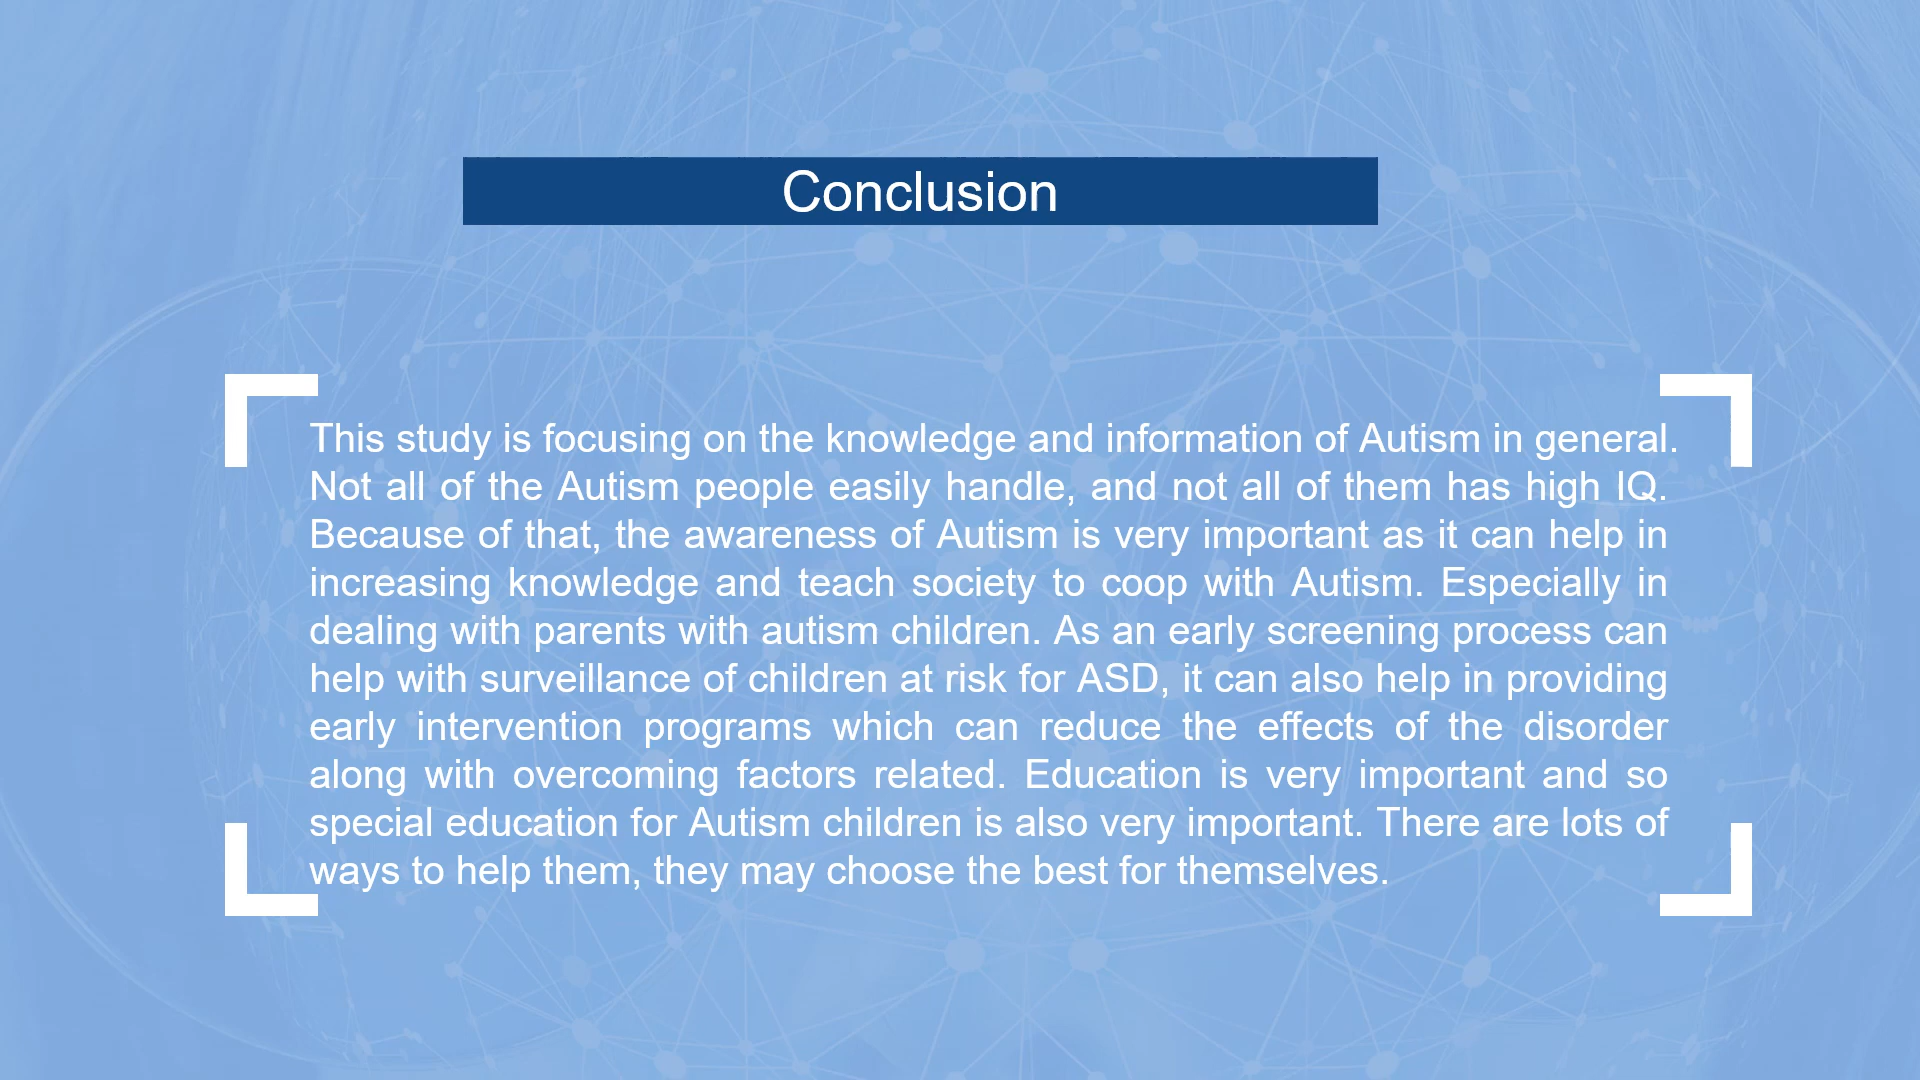 Conclusion
This study is focusing on the knowledge and information of Autism in general.
Not all of the Autism people easily handle, and not all of them has high IQ.
Because of that, the awareness of Autism is very important as it can help in
increasing knowledge and teach society to coop with Autism. Especially in
dealing with parents with autism children. As an early screening process can
help with surveillance of children at risk for ASD, it can also help in providing
early intervention programs which can reduce the effects of the disorder
along with overcoming factors related. Education is very important and so
special education for Autism children is also very important. There are lots of
ways to help them, they may choose the best for themselves.